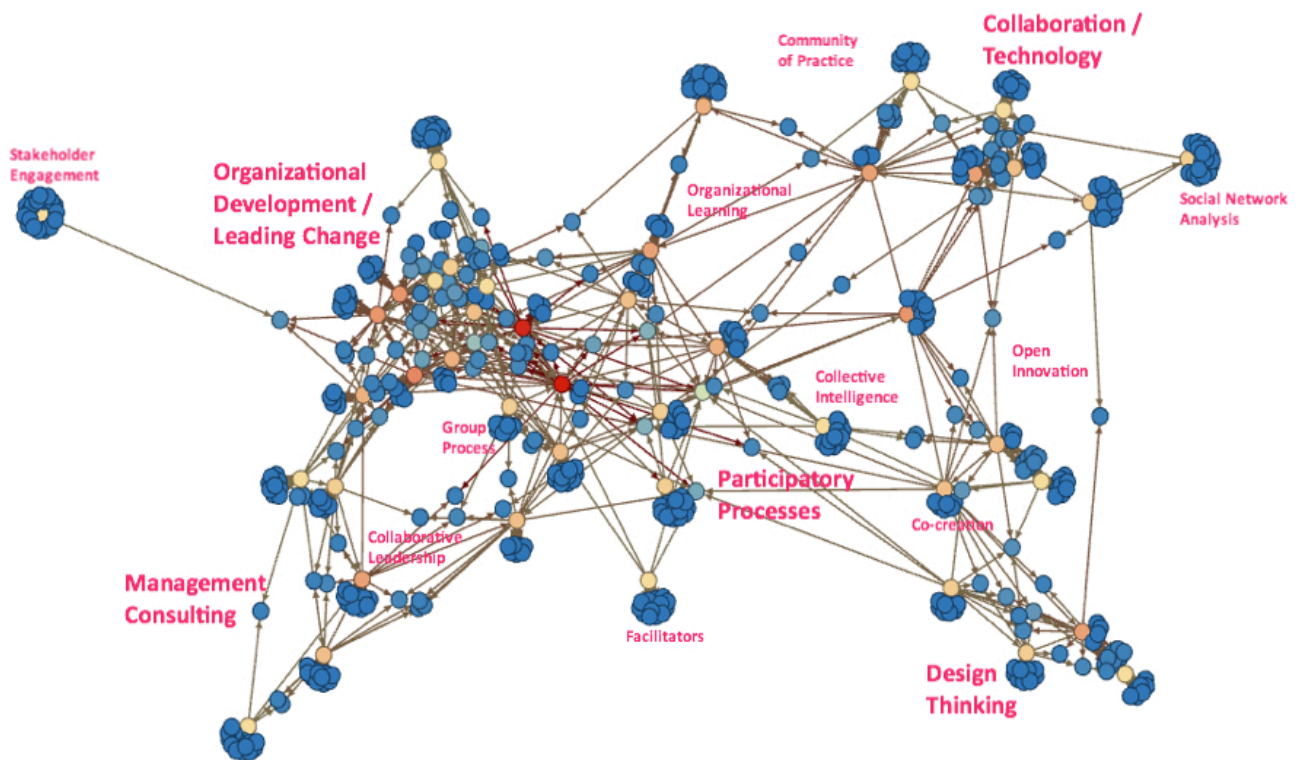 Collaboration /
Technology
Community
of Practice
Stakeholder
Engagement
Organizational
Development /
Leading Change
Organizational
Learning
Social Network
Analysis
Open
Innovation
Collective
Intelligence
Group
Process
Participatory
Processes
Co-creation
Collaborative
Leadership
Management
Consulting
Facilitators
Design
Thinking